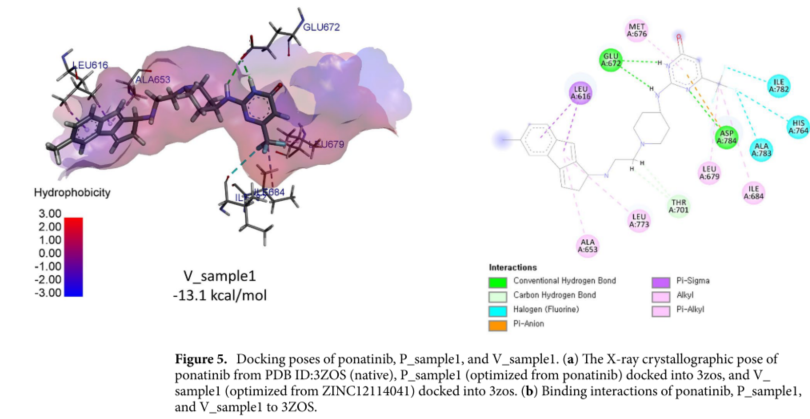 GLU672
LEU616
ALA653
LEU679
Hydrophobicity
3.00
2.00
1.00
0.00
-1.00
-2.00
-3.00
V_sample1
-13.1 kcal/mol
MET
A:676
GLU
A:672
LEU
A:616
ILE
A:782
HIS
A:764
ASP
A:784
ALA
A:783
LEU
A:679
ILE
A:684
THR
A:701
LEU
A:773
ALA
A:653
O
H
N
N
H
N
N
H
H
Interactions
Conventional Hydrogen Bond
Carbon Hydrogen Bond
Halogen (Fluorine)
Pi-Anion
Pi-Sigma
Alkyl
Pi-Alkyl
Figure 5. Docking poses of ponatinib, P_sample1, and V_sample1. (a) The X-ray crystallographic pose of
ponatinib from PDB ID:3ZOS (native), P_sample1 (optimized from ponatinib) docked into 3zos, and V_
sample1 (optimized from ZINC12114041) docked into 3zos. (b) Binding interactions of ponatinib, P_sample1,
and V_sample1 to 3ZOS.